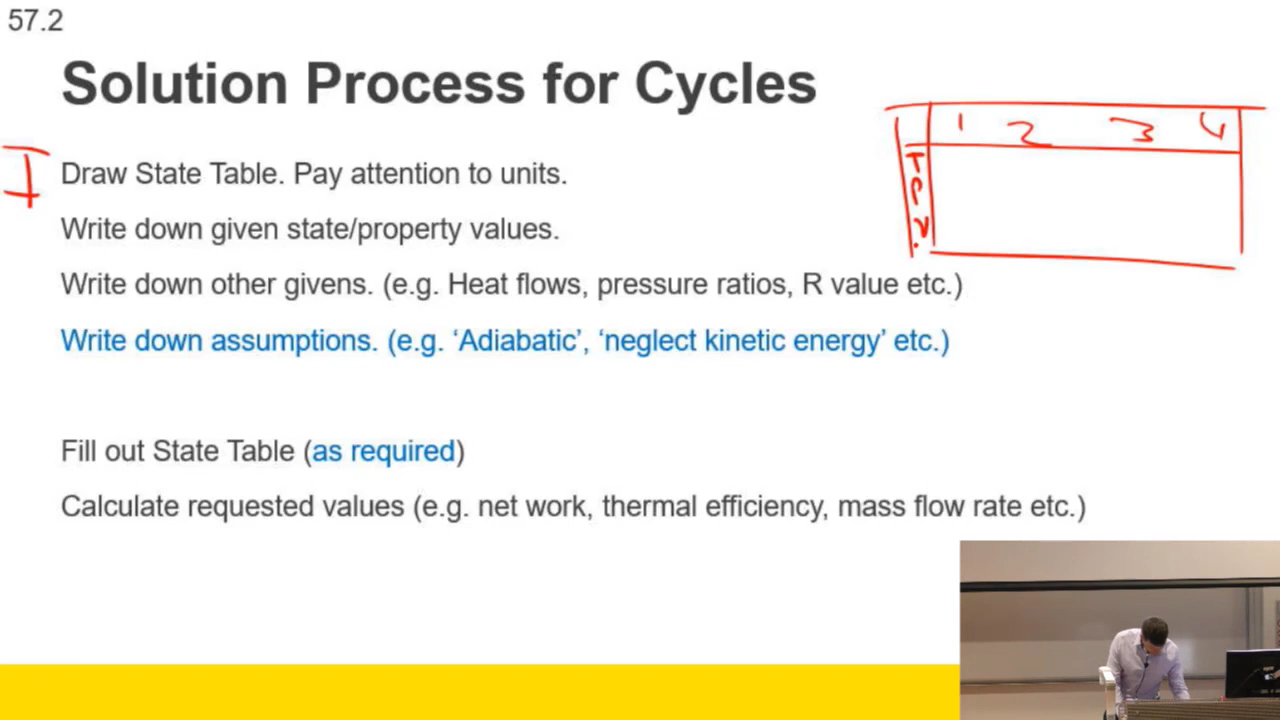 57.2
Solution Process for Cycles
1 2 3 4
I
Draw State Table. Pay attention to units.
Write down given state/property values.
Write down other givens. (e.g. Heat flows, pressure ratios, R value etc.)
Write down assumptions. (e.g. ‘Adiabatic’, ‘neglect kinetic energy’ etc.)
Fill out State Table (as required)
Calculate requested values (e.g. net work, thermal efficiency, mass flow rate etc.)